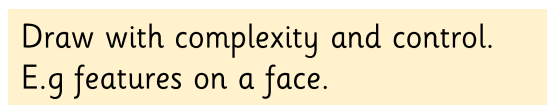 Draw with complexity and control.
E.g features on a face.